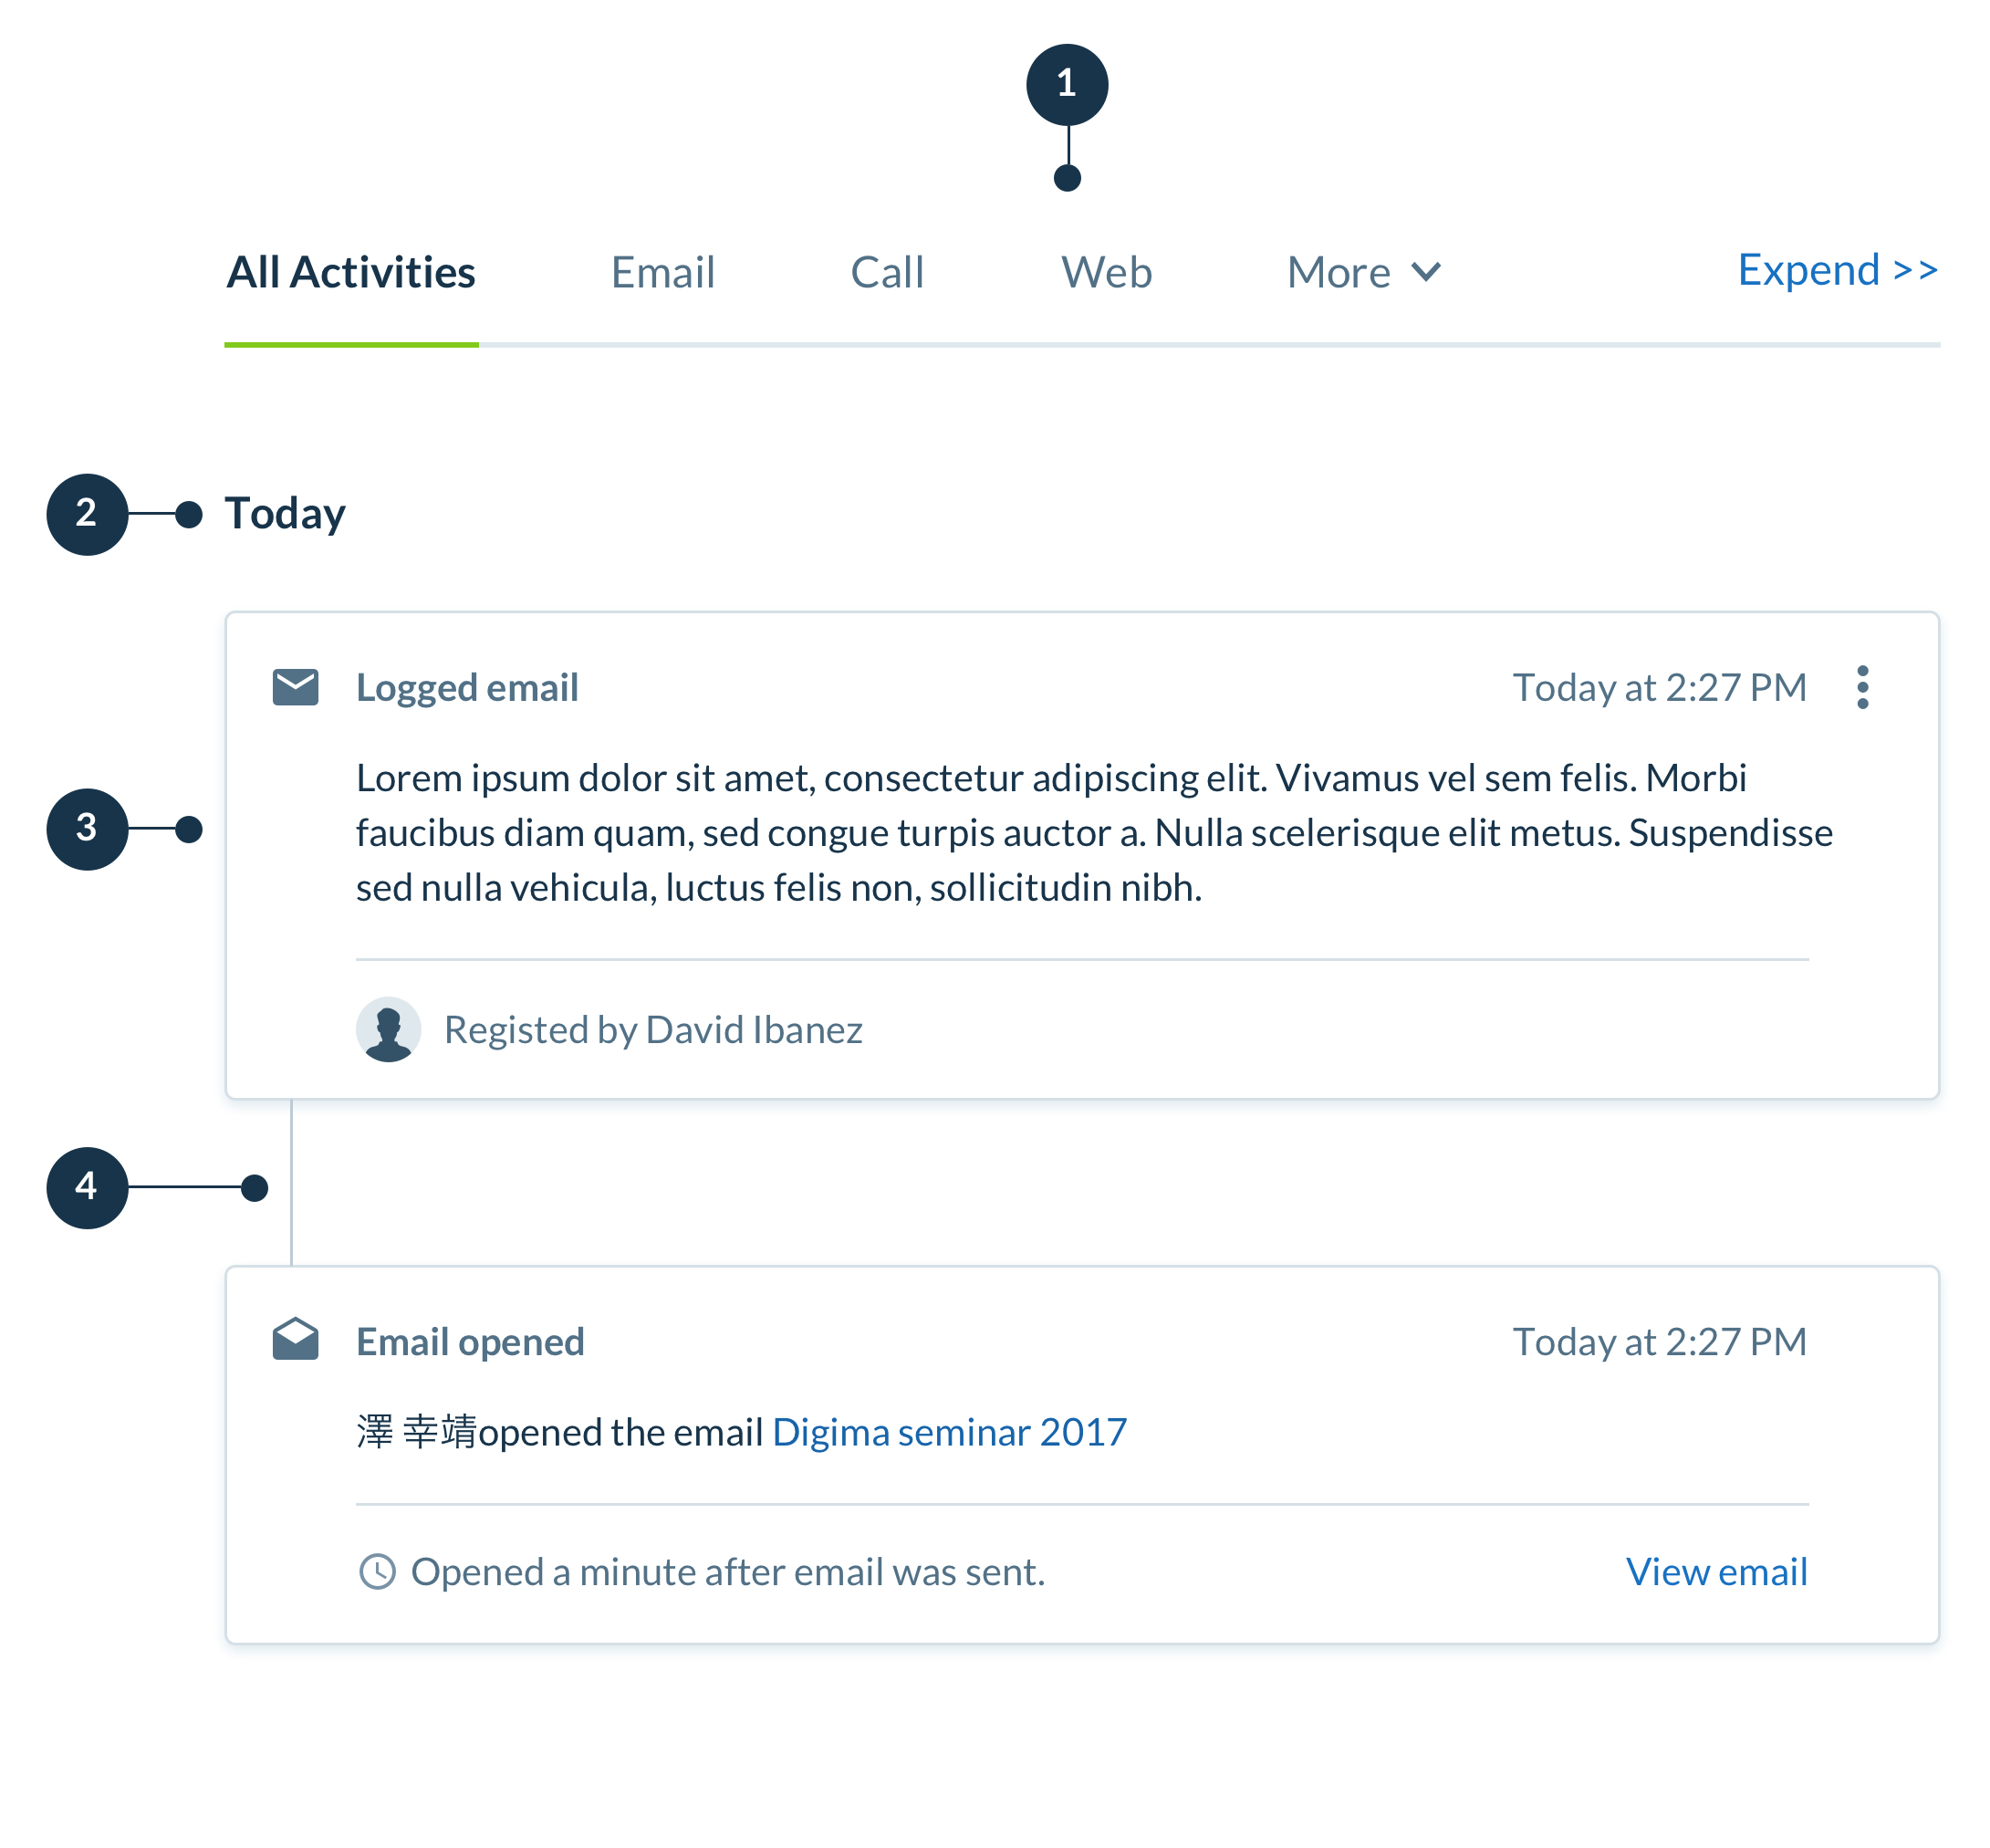 1
All Activities Email Call Web More Expend >>
2 Today
Logged email Today at 2:27 PM
Lorem ipsum dolor sit amet, consectetur adipiscing elit. Vivamus vel sem felis. Morbi
3 faucibus diam quam, sed congue turpis auctor a. Nulla scelerisque elit metus. Suspendisse
sed nulla vehicula, luctus felis non, sollicitudin nibh.
Registed by David Ibanez
4
Email opened Today at 2:27 PM
澤 幸靖opened the email Digima seminar 2017
Opened a minute after email was sent. View email